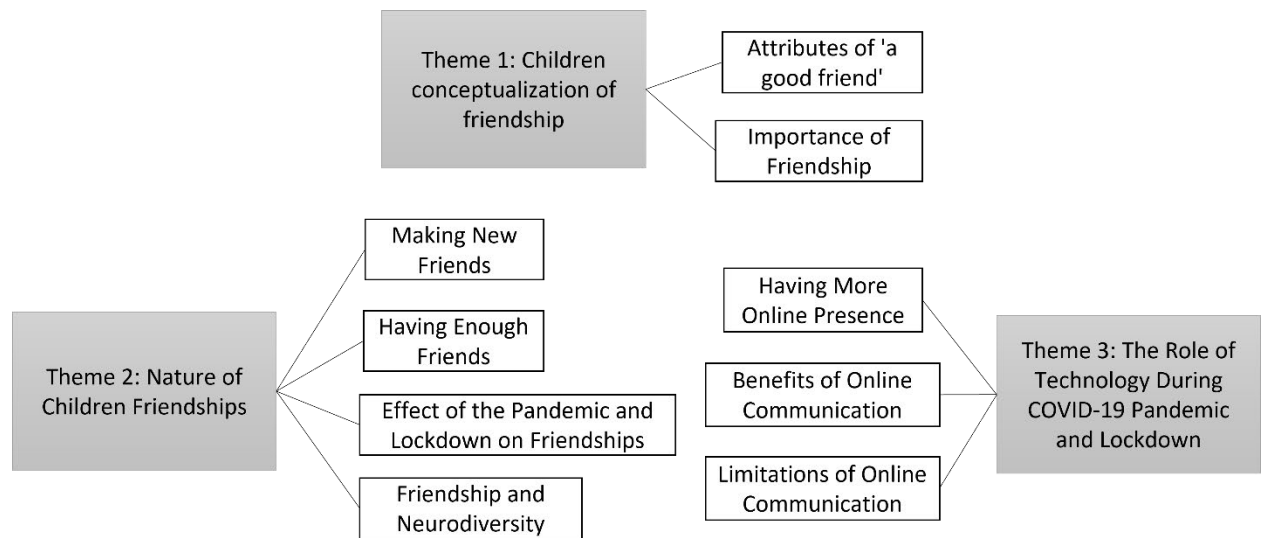 Theme 1: Children
conceptualization of
friendship
Attributes of 'a
good friend'
Importance of
Friendship
Theme 2: Nature of
Children Friendships
Making New
Friends
Having Enough
Friends
Effect of the Pandemic and
Lockdown on Friendships
Friendship and
Neurodiversity
Having More
Online Presence
Benefits of Online
Communication
Limitations of Online
Communication
Theme 3: The Role of
Technology During
COVID-19 Pandemic
and Lockdown